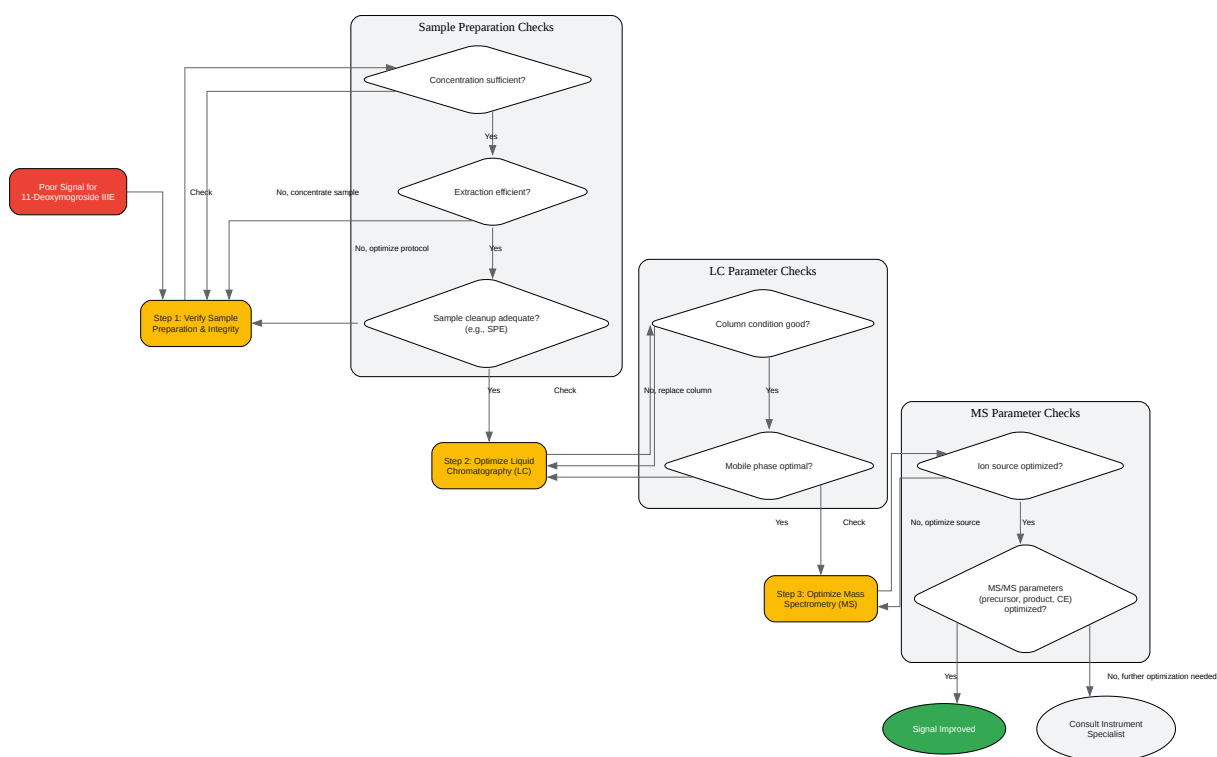 Sample Preparation Checks
Concentration sufficient?
Yes
Poor Signal for
11-Deoxymogroside IIIE
Check
No, concentrate sample
Extraction efficient?
No, optimize protocol
Yes
Step 1: Verify Sample
Preparation & Integrity
Sample cleanup adequate?
(e.g., SPE)
LC Parameter Checks
Column condition good?
Yes
Check
No, replace column
Yes
Step 2: Optimize Liquid
Chromatography (LC)
Mobile phase optimal?
MS Parameter Checks
Ion source optimized?
Yes
Check
No, optimize source
Yes
Step 3: Optimize Mass
Spectrometry (MS)
MS/MS parameters
(precursor, product, CE)
optimized?
Yes
No, further optimization needed
Signal Improved
Consult Instrument
Specialist